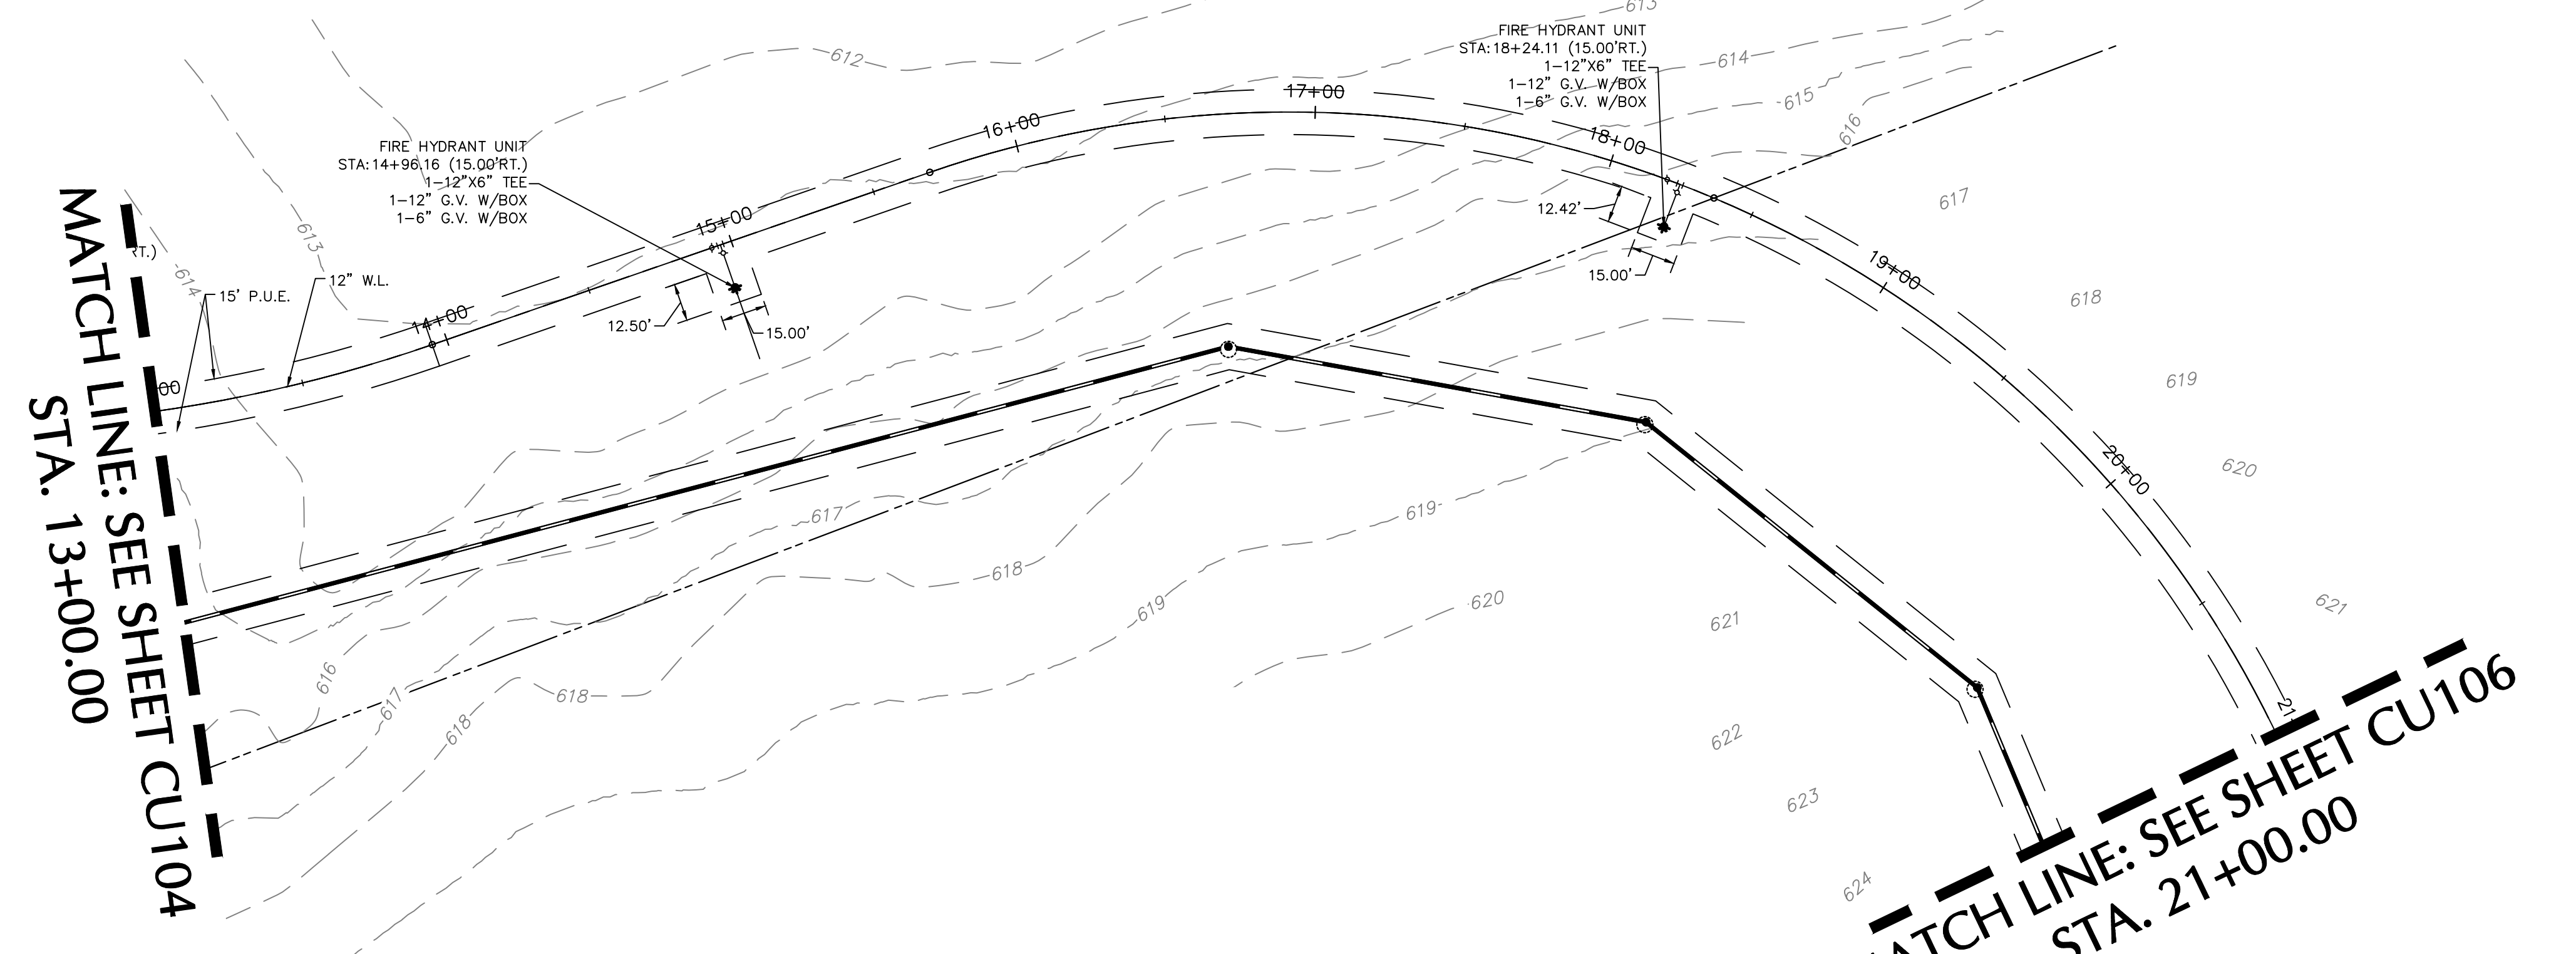 612
613
FIRE HYDRANT UNIT
STA:18+24.11 (15.00'RT.)
1-12"X6" TEE
1-12" G.V. W/BOX
1-6" G.V. W/BOX
614
615
616
17+00
16+00
18+00
FIRE HYDRANT UNIT
STA:14+96.16 (15.00'RT.)
1-12"X6" TEE
1-12" G.V. W/BOX
1-6" G.V. W/BOX
617
12.42'
15+00
613
RT.)
614
15' P.U.E.
12" W.L.
15.00'
19+00
618
14+00
12.50'
15.00'
00
619
20+00
620
617
619
618
619
620
621
621
616
617
618
618
622
21
623
624
MATCH LINE: SEE SHEET CU104
STA. 13+00.00
MATCH LINE: SEE SHEET CU106
STA. 21+00.00